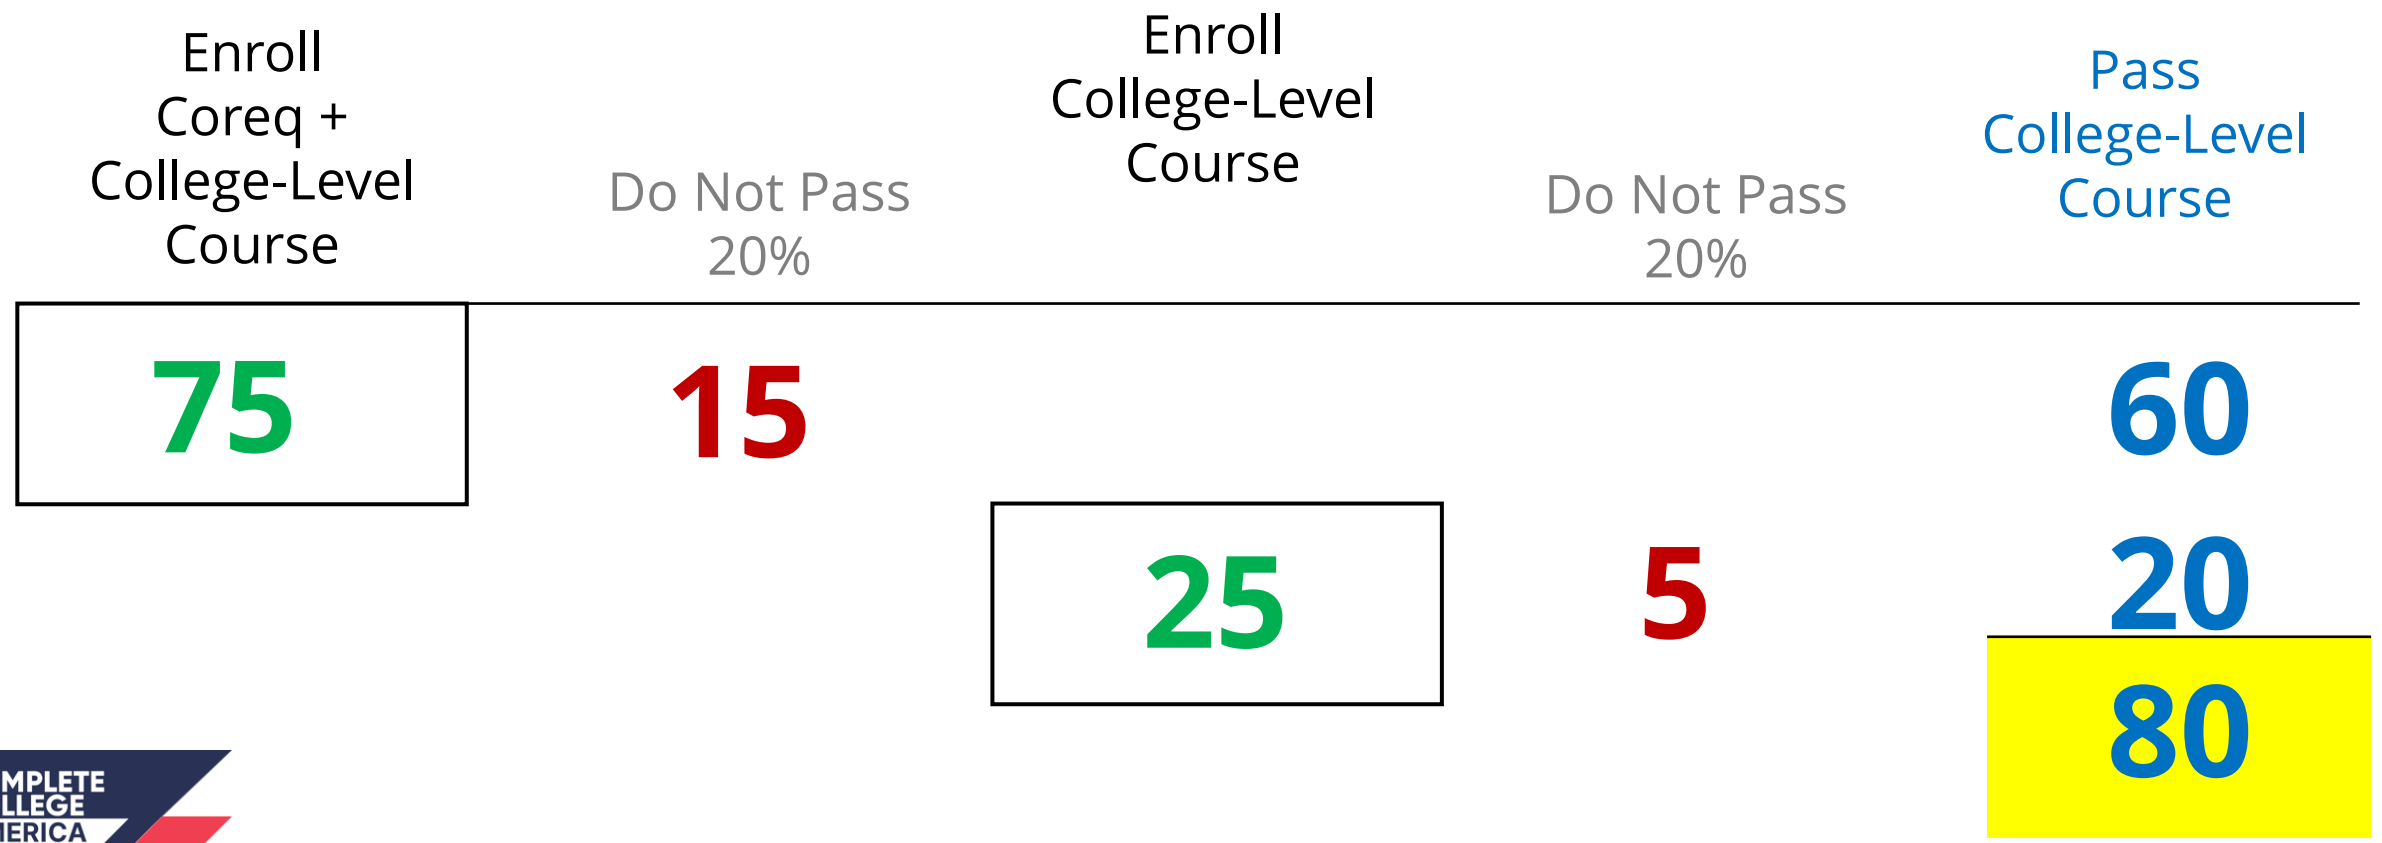 Enroll
Coreq +
College-Level
Course
Do Not Pass
20%
Enroll
College-Level
Course
Do Not Pass
20%
Pass
College-Level
Course
75
15
60
25
5
20
80
MPLETE
LLEGE
MERICA